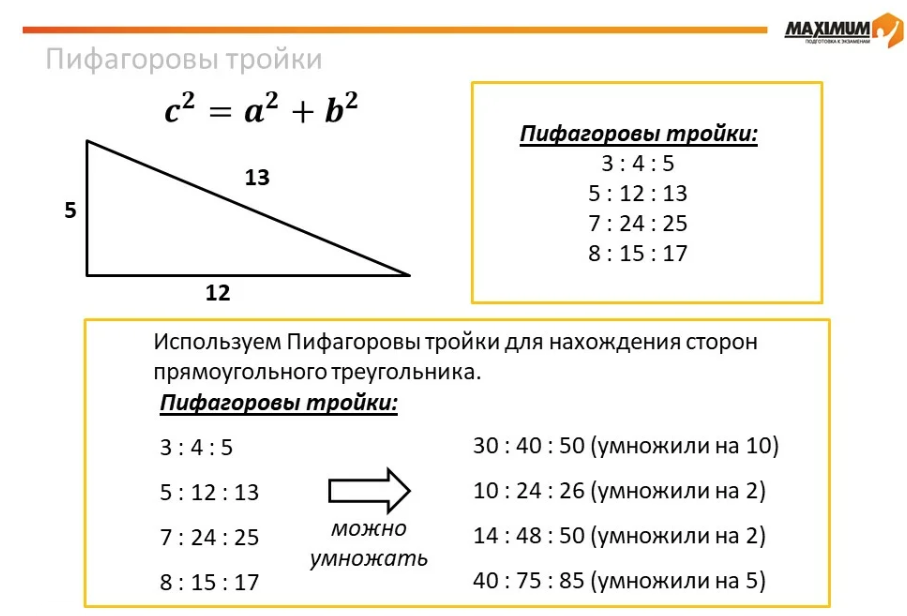 MAXIMUM
ПОДГОТОВКА К ЭКЗАМЕНАМ
Пифагоровы тройки
c² = a² + b²
13
5
12
Пифагоровы тройки:
3 : 4 : 5
5 : 12 : 13
7 : 24 : 25
8 : 15 : 17
Используем Пифагоровы тройки для нахождения сторон
прямоугольного треугольника.
Пифагоровы тройки:
3 : 4 : 5
5 : 12 : 13
7 : 24 : 25
8 : 15 : 17
можно
умножать
30 : 40 : 50 (умножили на 10)
10 : 24 : 26 (умножили на 2)
14 : 48 : 50 (умножили на 2)
40 : 75 : 85 (умножили на 5)